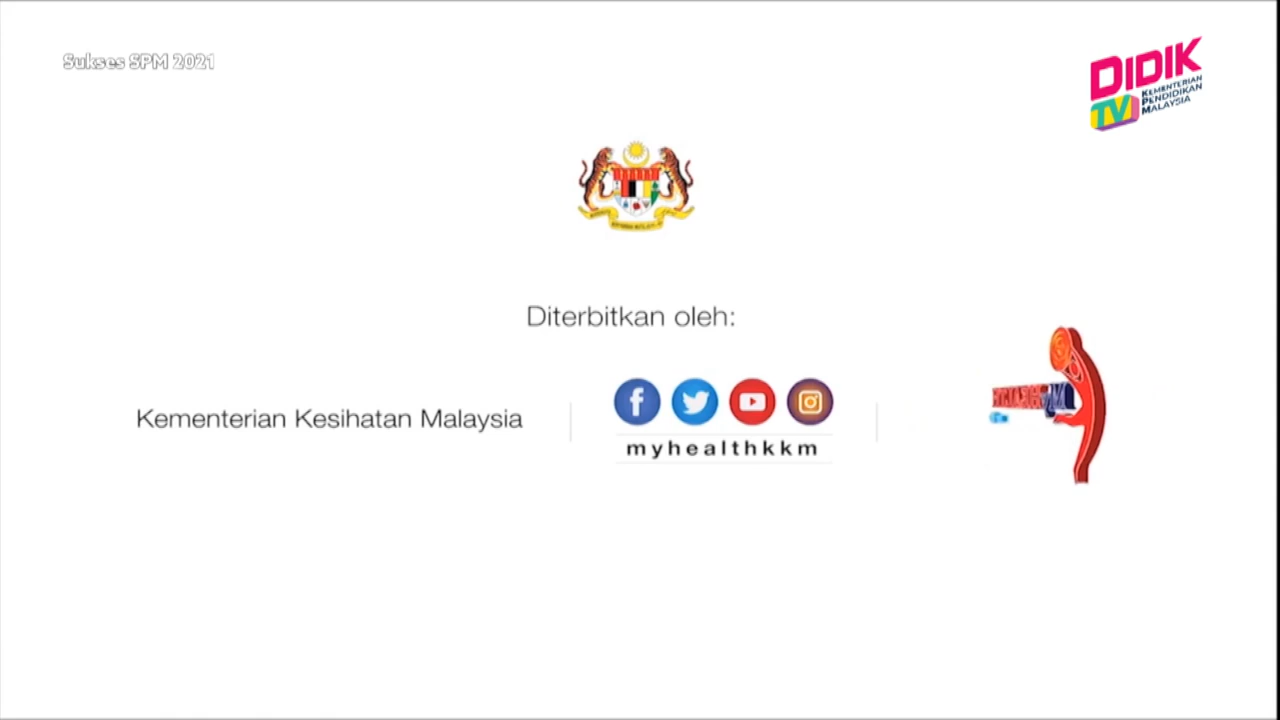 Sukses SPM 2021
DIDIK
TV
KEMENTERIAN
PENDIDIKAN
MALAYSIA
Diterbitkan oleh:
Kementerian Kesihatan Malaysia
myhealthkkm